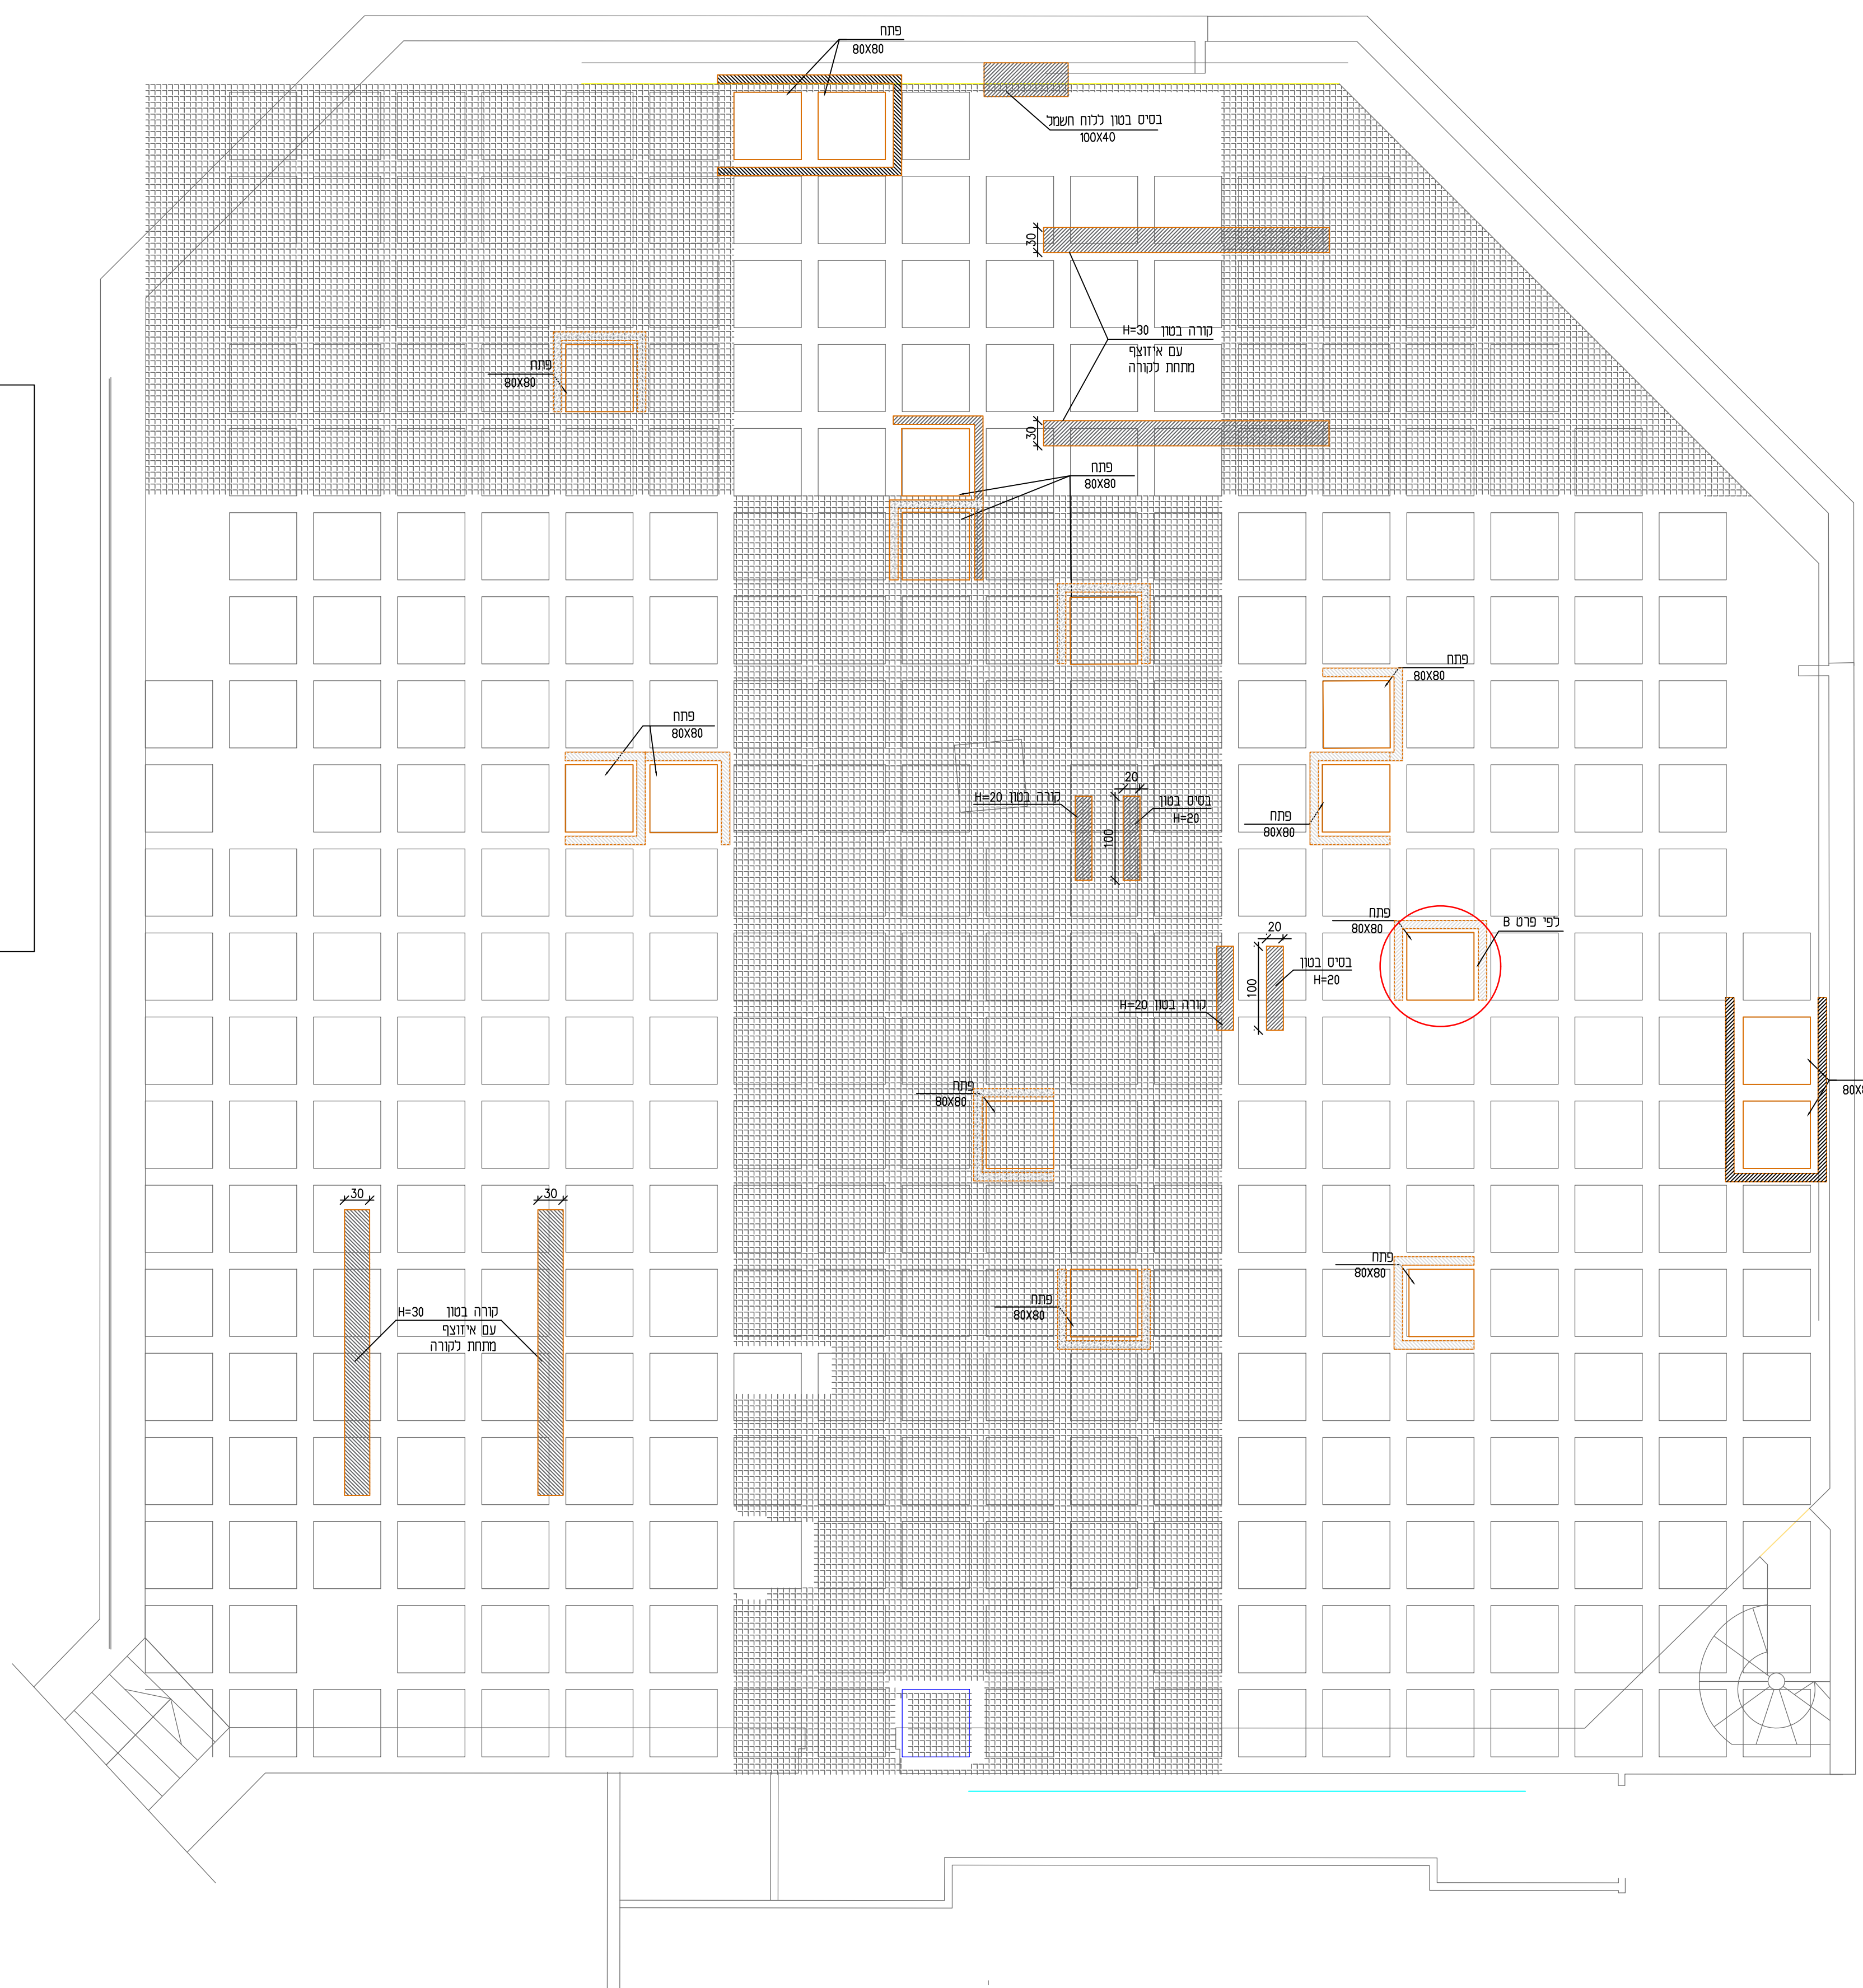 פתח
80X80
בסיס בטון ללוח חשמל
100X40
30
קורה בטון H=30
עם איזוצף
מתחת לקורה
פתח
80X80
30
פתח
80X80
פתח
80X80
פתח
80X80
20
קורה בטון H=20
בסיס בטון
H=20
100
פתח
80X80
פתח
80X80
לפי פרט B
20
בסיס בטון
H=20
100
קורה בטון H=20
פתח
80X80
30
30
פתח
80X80
פתח
80X80
קורה בטון H=30
עם איזוצף
מתחת לקורה